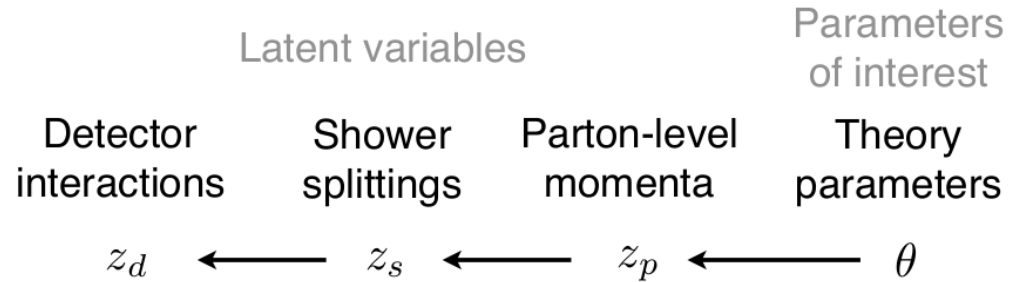 Latent variables
Parameters
of interest
Detector
interactions
Shower
splittings
Parton-level
momenta
Theory
parameters
z_d ← z_s ← z_p ← θ